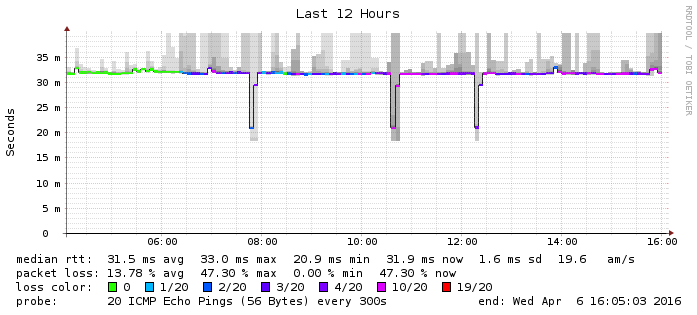 Last 12 Hours
RRDTOOL / TOBI OETIKER
Seconds
35 m
30 m
25 m
20 m
15 m
10 m
5 m
0
06:00 08:00 10:00 12:00 14:00 16:00
median rtt: 31.5 ms avg 33.0 ms max 20.9 ms min 31.9 ms now 1.6 ms sd 19.6 am/s
packet loss: 13.78 % avg 47.30 % max 0.00 % min 47.30 % now
loss color: 0 1/20 2/20 3/20 4/20 10/20 19/20
probe: 20 ICMP Echo Pings (56 Bytes) every 300s end: Wed Apr 6 16:05:03 2016